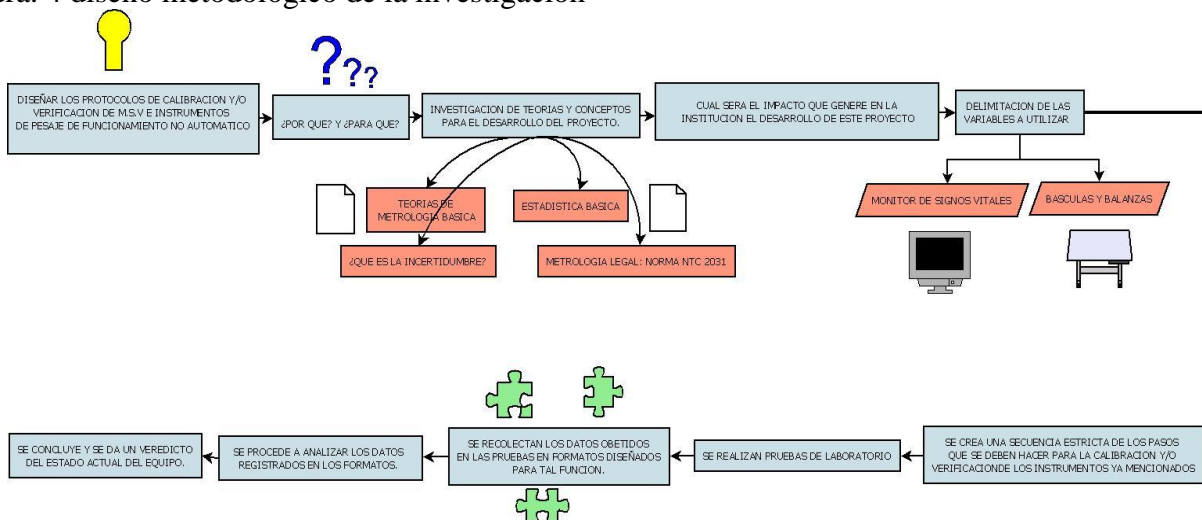 4 diseño metodológico de la investigación
???
DISEÑAR LOS PROTOCOLOS DE CALIBRACION Y/O
VERIFICACION DE M.S.V E INSTRUMENTOS
DE PESAJE DE FUNCIONAMIENTO NO AUTOMATICO
¿POR QUE? Y ¿PARA QUE?
INVESTIGACION DE TEORIAS Y CONCEPTOS
PARA EL DESARROLLO DEL PROYECTO.
CUAL SERA EL IMPACTO QUE GENERE EN LA
INSTITUCION EL DESARROLLO DE ESTE PROYECTO
DELIMITACION DE LAS
VARIABLES A UTILIZAR
TEORIAS DE
METROLOGIA BASICA
ESTADISTICA BASICA
¿QUE ES LA INCERTIDUMBRE?
METROLOGIA LEGAL: NORMA NTC 2031
MONITOR DE SIGNOS VITALES
BASCULAS Y BALANZAS
SE CREA UNA SECUENCIA ESTRICTA DE LOS PASOS
QUE SE DEBEN HACER PARA LA CALIBRACION Y/O
VERIFICACIONDE LOS INSTRUMENTOS YA MENCIONADOS
SE REALIZAN PRUEBAS DE LABORATORIO
SE RECOLECTAN LOS DATOS OBETIDOS
EN LAS PRUEBAS EN FORMATOS DISEÑADOS
PARA TAL FUNCION.
SE PROCEDE A ANALIZAR LOS DATOS
REGISTRADOS EN LOS FORMATOS.
SE CONCLUYE Y SE DA UN VEREDICTO
DEL ESTADO ACTUAL DEL EQUIPO.